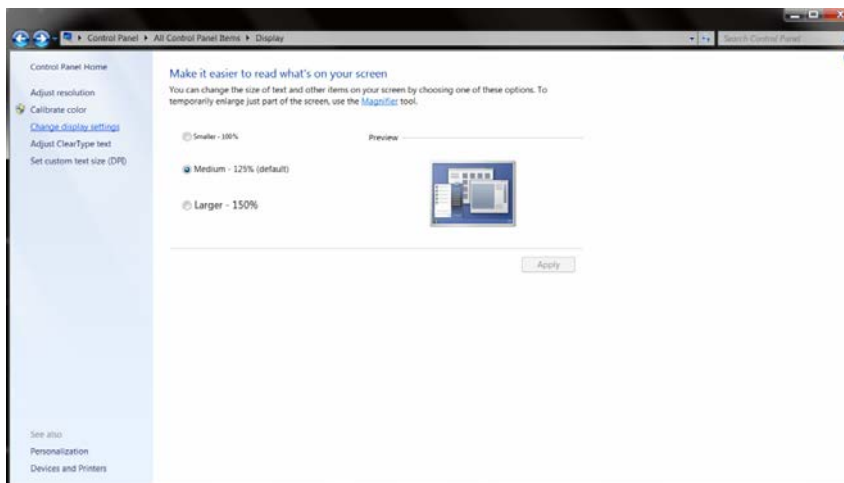 Control Panel ▸ All Control Panel Items ▸ Display
Search Control Panel
Control Panel Home
Adjust resolution
Calibrate color
Change display settings
Adjust ClearType text
Set custom text size (DPI)
Make it easier to read what's on your screen
You can change the size of text and other items on your screen by choosing one of these options. To
temporarily enlarge just part of the screen, use the Magnifier tool.
Smaller - 100%
Preview
Medium - 125% (default)
Larger - 150%
Apply
See also
Personalization
Devices and Printers